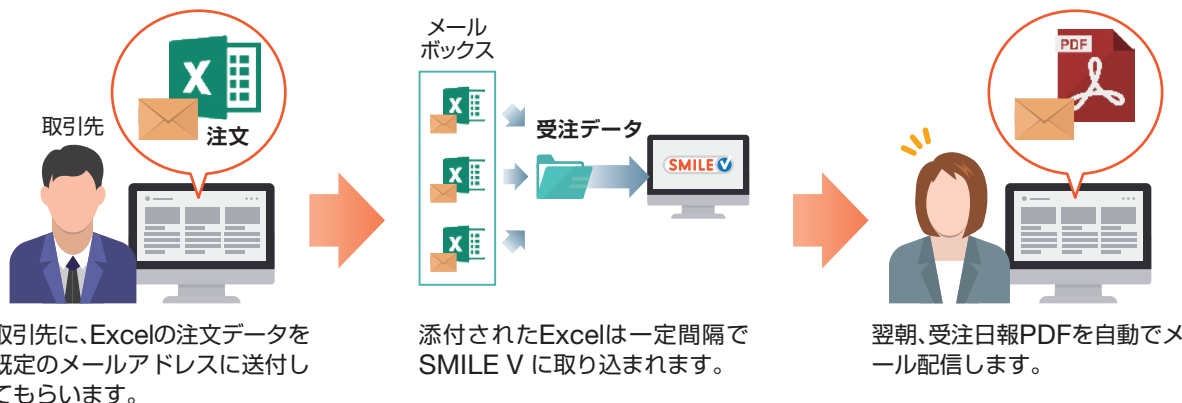 取引先
注文
メール
ボックス
受注データ
SMILE V
PDF
取引先に、Excelの注文データを
既定のメールアドレスに送付し
てもらいます。
添付されたExcelは一定間隔で
SMILE V に取り込まれます。
翌朝、受注日報PDFを自動でメ
ール配信します。